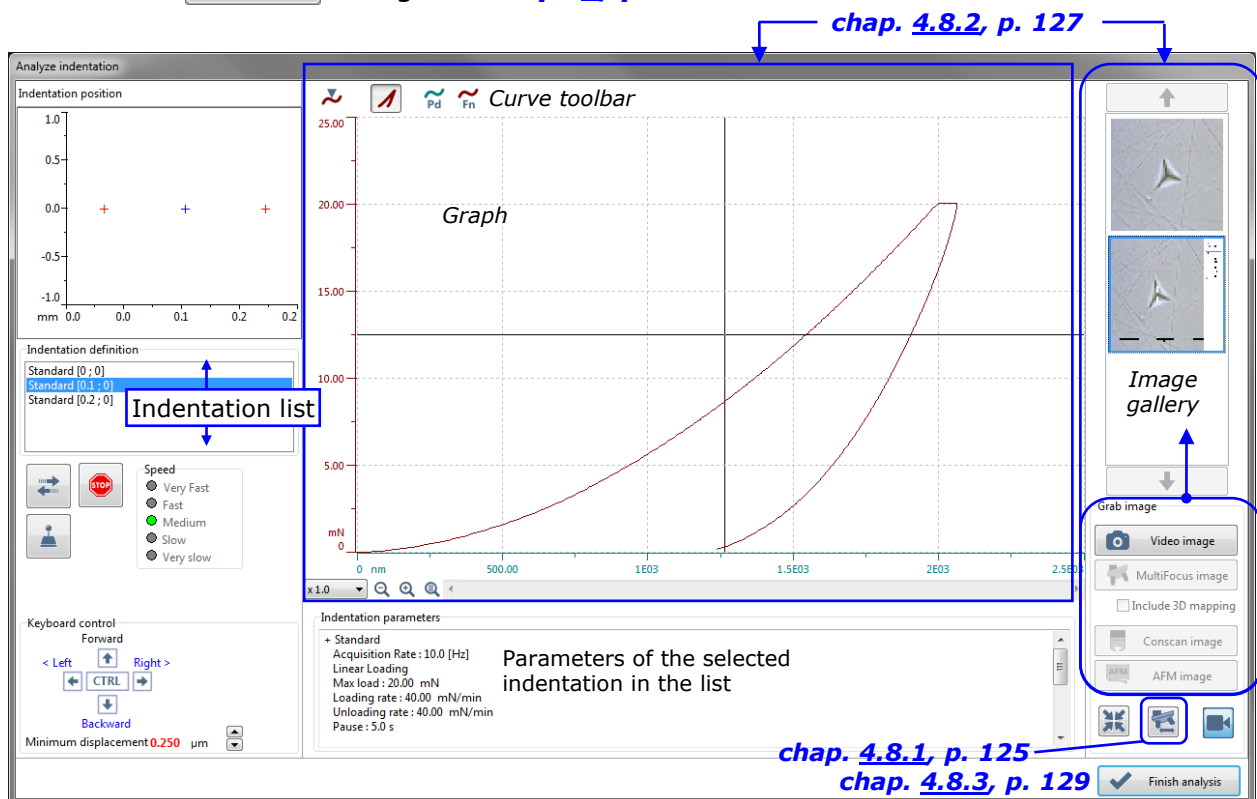 chap. 4.8.2, p. 127
Analyze indentation
Indentation position
1.0
0.5
0.0
-0.5
-1.0
mm 0.0 0.0 0.1 0.2 0.2
Indentation definition
Standard [0 ; 0]
Standard [0.1 ; 0]
Standard [0.2 ; 0]
Indentation list
STOP
Speed
Very Fast
Fast
Medium
Slow
Very slow
Keyboard control
Forward
< Left Right >
CTRL
Backward
Minimum displacement 0.250 µm
Pd Fn Curve toolbar
25.00
20.00
Graph
15.00
10.00
5.00
mN
0
0 nm 500.00 1E03 1.5E03 2E03 2.5E03
x 1.0
Indentation parameters
+ Standard
Acquisition Rate : 10.0 [Hz]
Linear Loading
Max load : 20.00 mN
Loading rate : 40.00 mN/min
Unloading rate : 40.00 mN/min
Pause : 5.0 s
Parameters of the selected
indentation in the list
Image
gallery
Grab image
Video image
MultiFocus image
Include 3D mapping
Conscan image
AFM AFM image
chap. 4.8.1, p. 125
chap. 4.8.3, p. 129
Finish analysis